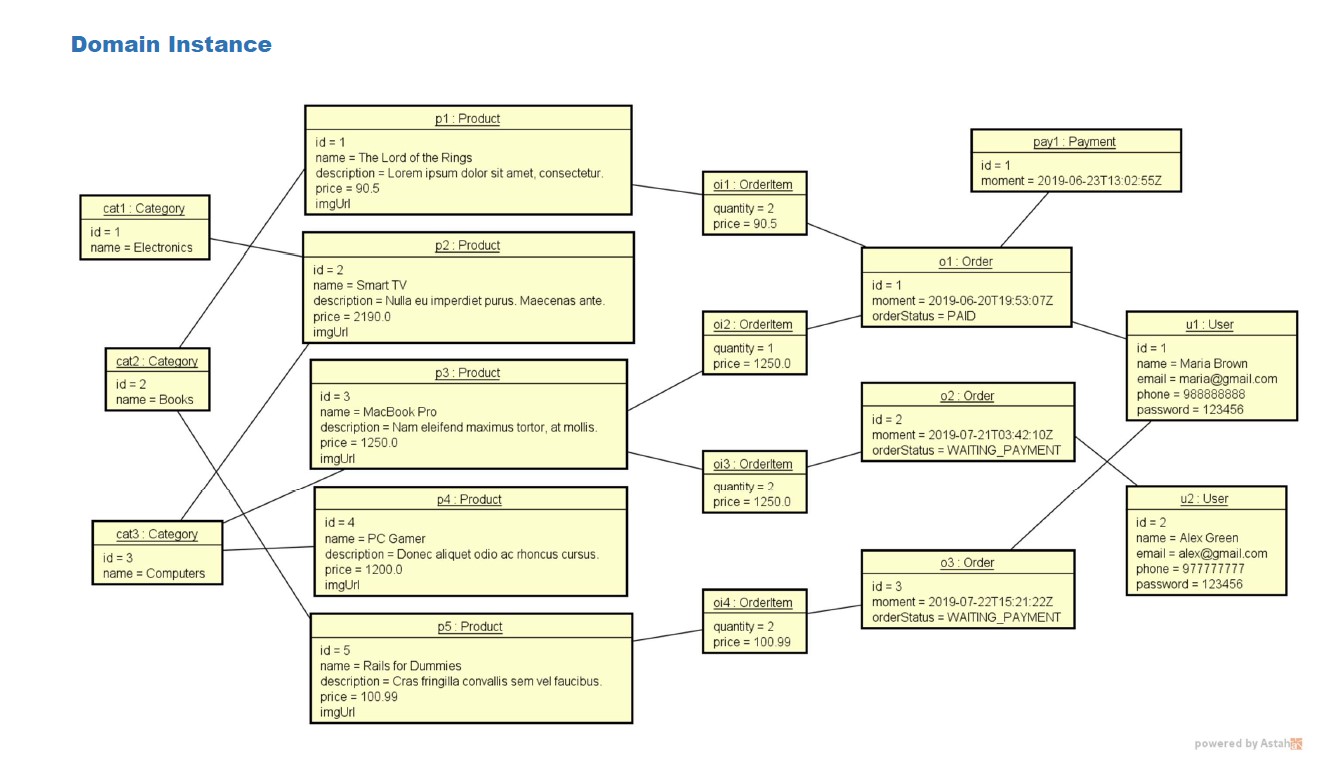 Domain Instance
p1 : Product
id = 1
name = The Lord of the Rings
description = Lorem ipsum dolor sit amet, consectetur.
price = 90.5
imgUrl
pay1 : Payment
id = 1
moment = 2019-06-23T13:02:55Z
oi1 : OrderItem
quantity = 2
price = 90.5
cat1 : Category
id = 1
name = Electronics
p2 : Product
id = 2
name = Smart TV
description = Nulla eu imperdiet purus. Maecenas ante.
price = 2190.0
imgUrl
o1 : Order
id = 1
moment = 2019-06-20T19:53:07Z
orderStatus = PAID
oi2 : OrderItem
quantity = 1
price = 1250.0
u1 : User
id = 1
name = Maria Brown
email = maria@gmail.com
phone = 988888888
password = 123456
cat2 : Category
id = 2
name = Books
p3 : Product
id = 3
name = MacBook Pro
description = Nam eleifend maximus tortor, at mollis.
price = 1250.0
imgUrl
o2 : Order
id = 2
moment = 2019-07-21T03:42:10Z
orderStatus = WAITING_PAYMENT
oi3 : OrderItem
quantity = 2
price = 1250.0
p4 : Product
id = 4
name = PC Gamer
description = Donec aliquet odio ac rhoncus cursus.
price = 1200.0
imgUrl
u2 : User
id = 2
name = Alex Green
email = alex@gmail.com
phone = 977777777
password = 123456
cat3 : Category
id = 3
name = Computers
o3 : Order
id = 3
moment = 2019-07-22T15:21:22Z
orderStatus = WAITING_PAYMENT
oi4 : OrderItem
quantity = 2
price = 100.99
p5 : Product
id = 5
name = Rails for Dummies
description = Cras fringilla convallis sem vel faucibus.
price = 100.99
imgUrl
powered by Astah